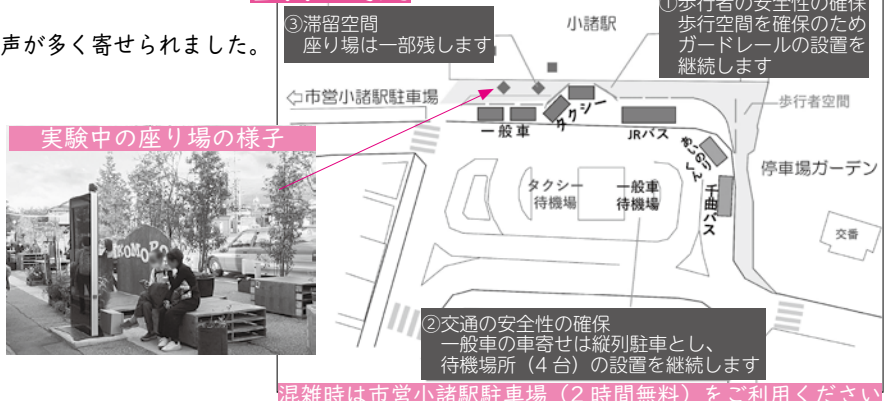 声が多く寄せられました。
実験中の座り場の様子
KOMORO
③滞留空間
座り場は一部残します
小諸駅
①歩行者の安全性の確保
歩行空間を確保のため
ガードレールの設置を
継続します
⇦市営小諸駅駐車場
歩行者空間
一般車
タクシー
JRバス
あいのりくん
千曲バス
停車場ガーデン
タクシー
待機場
一般車
待機場所
交番
②交通の安全性の確保
一般車の車寄せは縦列駐車とし、
待機場所（4台）の設置を継続します
混雑時は市営小諸駅駐車場（2時間無料）をご利用ください